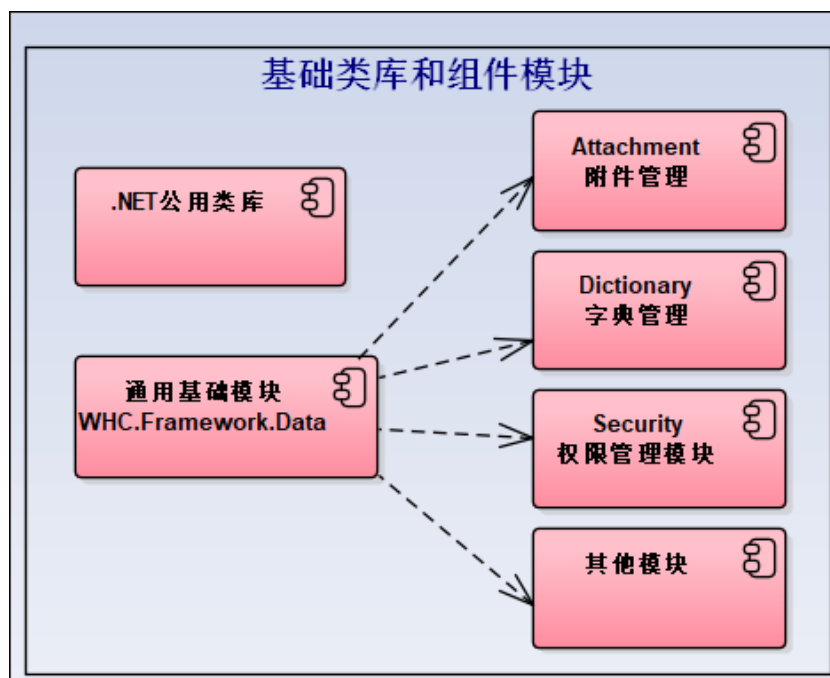 基础类库和组件模块
.NET公用类库
通用基础模块
WHC.Framework.Data
Attachment
附件管理
Dictionary
字典管理
Security
权限管理模块
其他模块